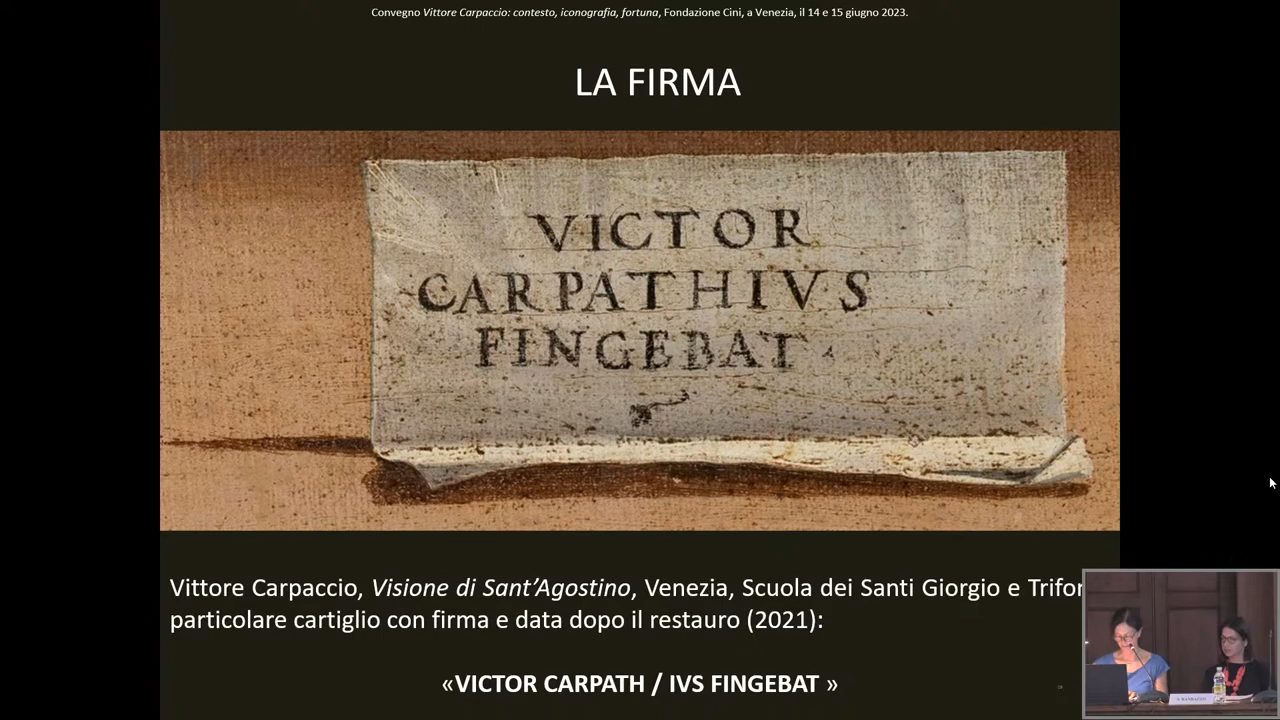 Convegno Vittore Carpaccio: contesto, iconografia, fortuna, Fondazione Cini, a Venezia, il 14 e 15 giugno 2023.
LA FIRMA
VICTOR
CARPATHIVS
FINGEBAT
Vittore Carpaccio, Visione di Sant’Agostino, Venezia, Scuola dei Santi Giorgio e Trifon
particolare cartiglio con firma e data dopo il restauro (2021):
«VICTOR CARPATH / IVS FINGEBAT »